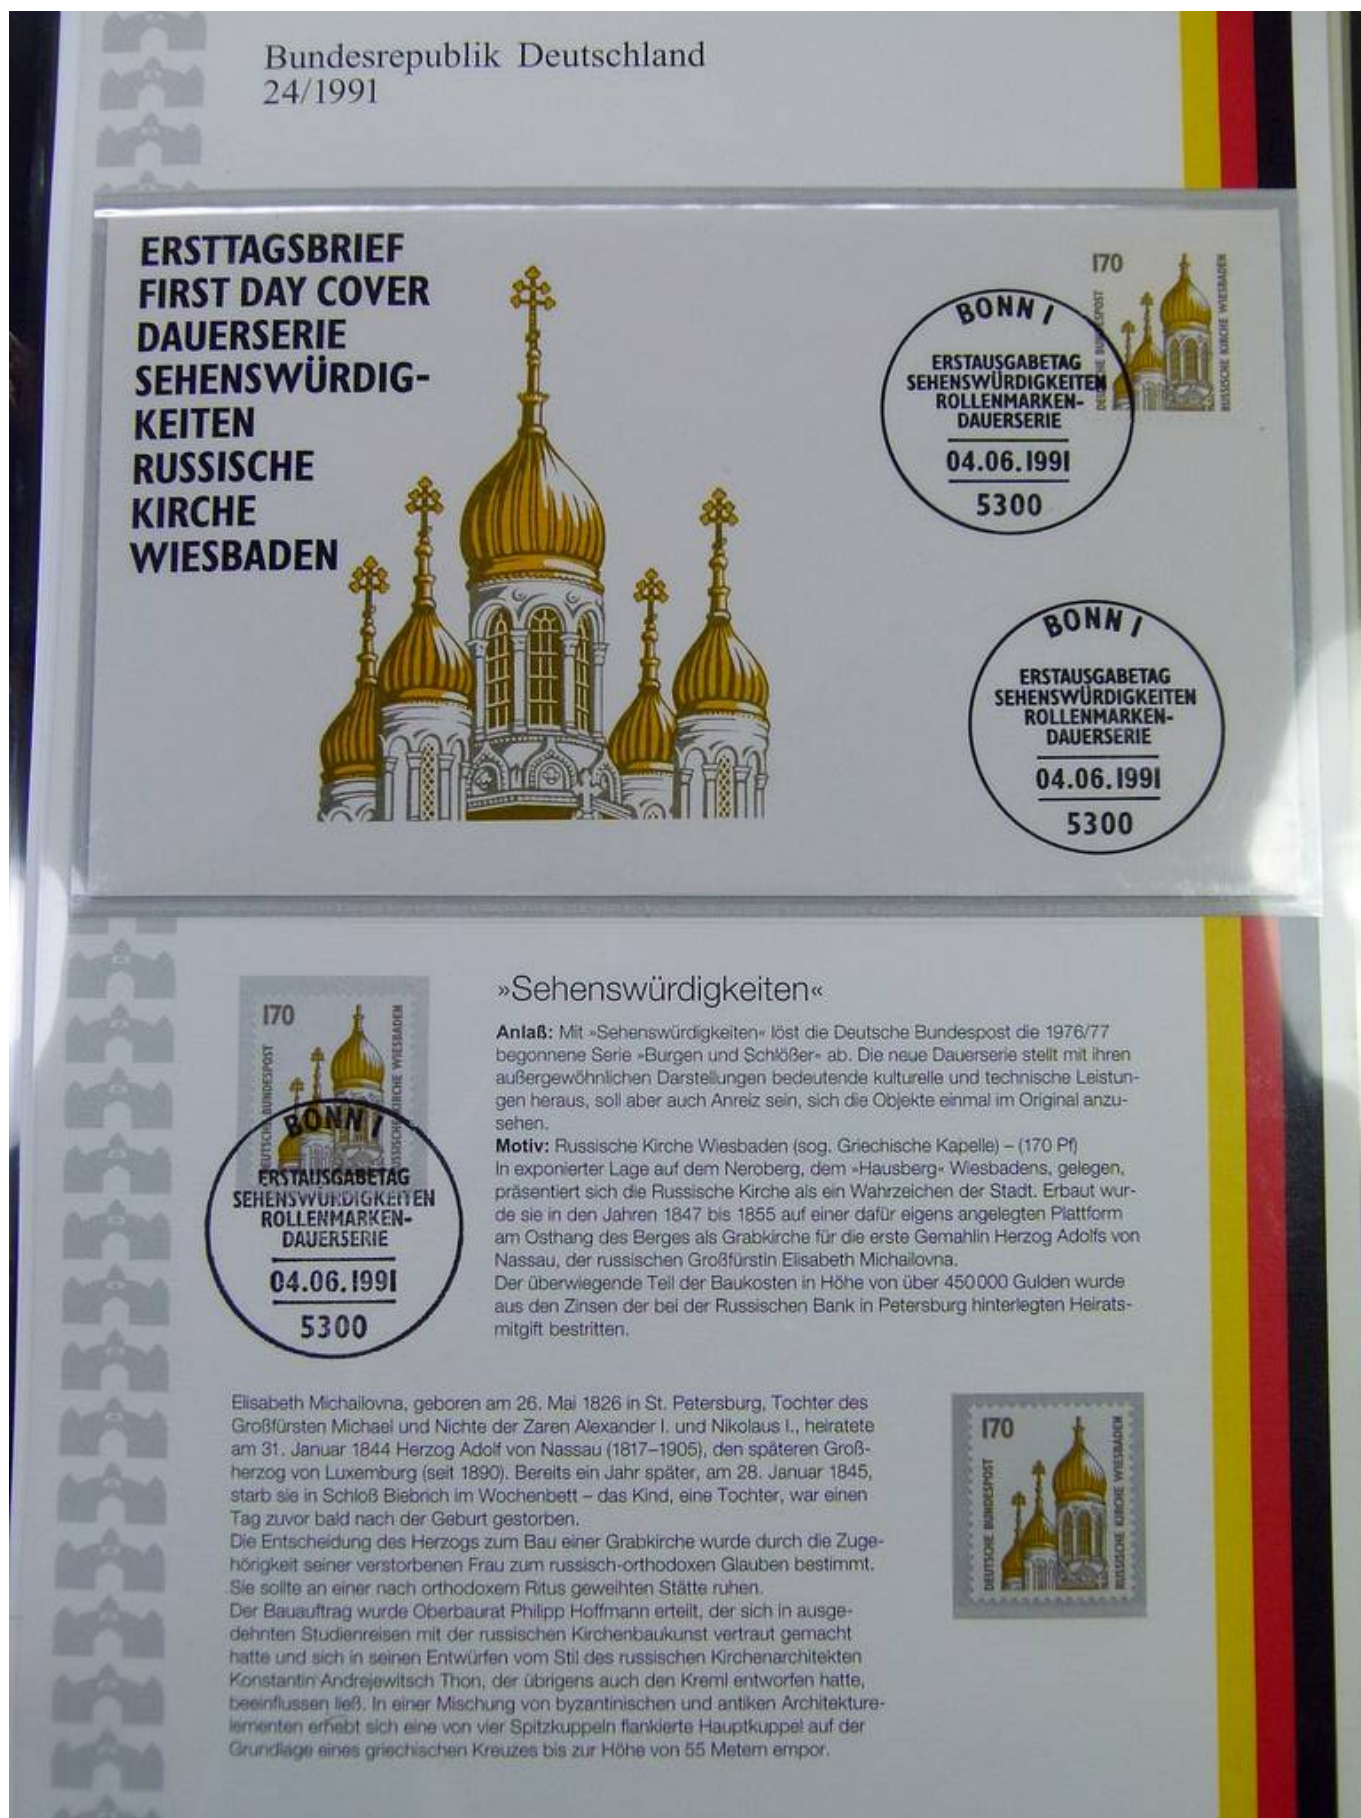 Bundesrepublik Deutschland
24/1991
ERSTTAGSBRIEF
FIRST DAY COVER
DAUERSERIE
SEHENSWÜRDIG-
KEITEN
RUSSISCHE
KIRCHE
WIESBADEN
170
DEUTSCHE BUNDESPOST
RUSSISCHE KIRCHE WIESBADEN
BONN 1
ERSTAUSGABETAG
SEHENSWÜRDIGKEITEN
ROLLENMARKEN-
DAUERSERIE
04.06.1991
5300
BONN 1
ERSTAUSGABETAG
SEHENSWÜRDIGKEITEN
ROLLENMARKEN-
DAUERSERIE
04.06.1991
5300
170
DEUTSCHE BUNDESPOST
RUSSISCHE KIRCHE WIESBADEN
BONN 1
ERSTAUSGABETAG
SEHENSWÜRDIGKEITEN
ROLLENMARKEN-
DAUERSERIE
04.06.1991
5300
»Sehenswürdigkeiten«
Anlaß: Mit »Sehenswürdigkeiten« löst die Deutsche Bundespost die 1976/77
begonnene Serie »Burgen und Schlößer« ab. Die neue Dauerserie stellt mit ihren
außergewöhnlichen Darstellungen bedeutende kulturelle und technische Leistun-
gen heraus, soll aber auch Anreiz sein, sich die Objekte einmal im Original anzu-
sehen.
Motiv: Russische Kirche Wiesbaden (sog. Griechische Kapelle) – (170 Pf)
In exponierter Lage auf dem Neroberg, dem »Hausberg« Wiesbadens, gelegen,
präsentiert sich die Russische Kirche als ein Wahrzeichen der Stadt. Erbaut wur-
de sie in den Jahren 1847 bis 1855 auf einer dafür eigens angelegten Plattform
am Osthang des Berges als Grabkirche für die erste Gemahlin Herzog Adolfs von
Nassau, der russischen Großfürstin Elisabeth Michailovna.
Der überwiegende Teil der Baukosten in Höhe von über 450 000 Gulden wurde
aus den Zinsen der bei der Russischen Bank in Petersburg hinterlegten Heirats-
mitgift bestritten.
Elisabeth Michailovna, geboren am 26. Mai 1826 in St. Petersburg, Tochter des
Großfürsten Michael und Nichte der Zaren Alexander I. und Nikolaus I., heiratete
am 31. Januar 1844 Herzog Adolf von Nassau (1817–1905), den späteren Groß-
herzog von Luxemburg (seit 1890). Bereits ein Jahr später, am 28. Januar 1845,
starb sie in Schloß Biebrich im Wochenbett – das Kind, eine Tochter, war einen
Tag zuvor bald nach der Geburt gestorben.
Die Entscheidung des Herzogs zum Bau einer Grabkirche wurde durch die Zuge-
hörigkeit seiner verstorbenen Frau zum russisch-orthodoxen Glauben bestimmt.
Sie sollte an einer nach orthodoxem Ritus geweihten Stätte ruhen.
Der Bauauftrag wurde Oberbaurat Philipp Hoffmann erteilt, der sich in ausge-
dehnten Studienreisen mit der russischen Kirchenbaukunst vertraut gemacht
hatte und sich in seinen Entwürfen vom Stil des russischen Kirchenarchitekten
Konstantin Andrejewitsch Thon, der übrigens auch den Kreml entworfen hatte,
beeinflussen ließ. In einer Mischung von byzantinischen und antiken Architekture-
lementen erhebt sich eine von vier Spitzkuppeln flankierte Hauptkuppel auf der
Grundlage eines griechischen Kreuzes bis zur Höhe von 55 Metern empor.
170
DEUTSCHE BUNDESPOST
RUSSISCHE KIRCHE WIESBADEN